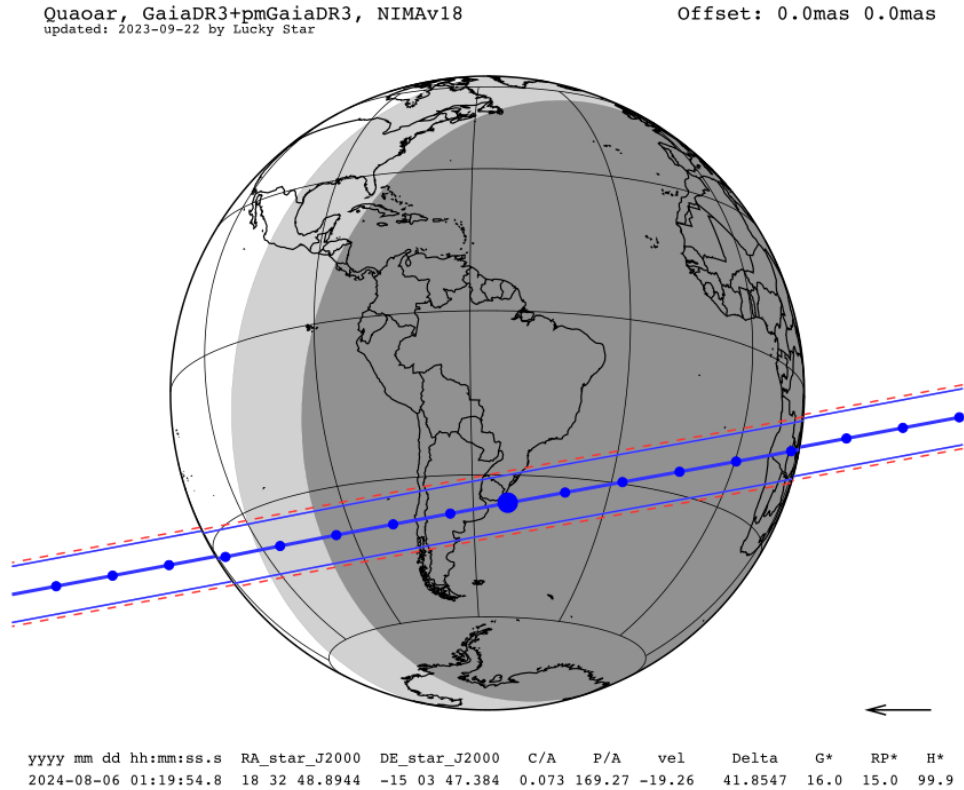 Quaoar, GaiaDR3+pmGaiaDR3, NIMAv18 Offset: 0.0mas 0.0mas
updated: 2023-09-22 by Lucky Star
yyyy mm dd hh:mm:ss.s RA_star_J2000 DE_star_J2000 C/A P/A vel Delta G* RP* H*
2024-08-06 01:19:54.8 18 32 48.8944 -15 03 47.384 0.073 169.27 -19.26 41.8547 16.0 15.0 99.9